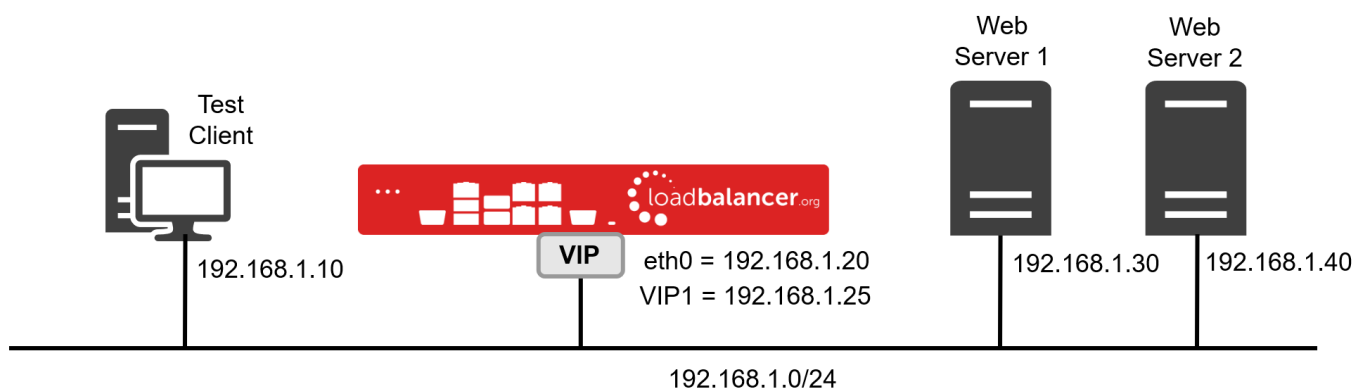 Test
Client
192.168.1.10
loadbalancer.org
VIP
eth0 = 192.168.1.20
VIP1 = 192.168.1.25
Web
Server 1
192.168.1.30
Web
Server 2
192.168.1.40
192.168.1.0/24